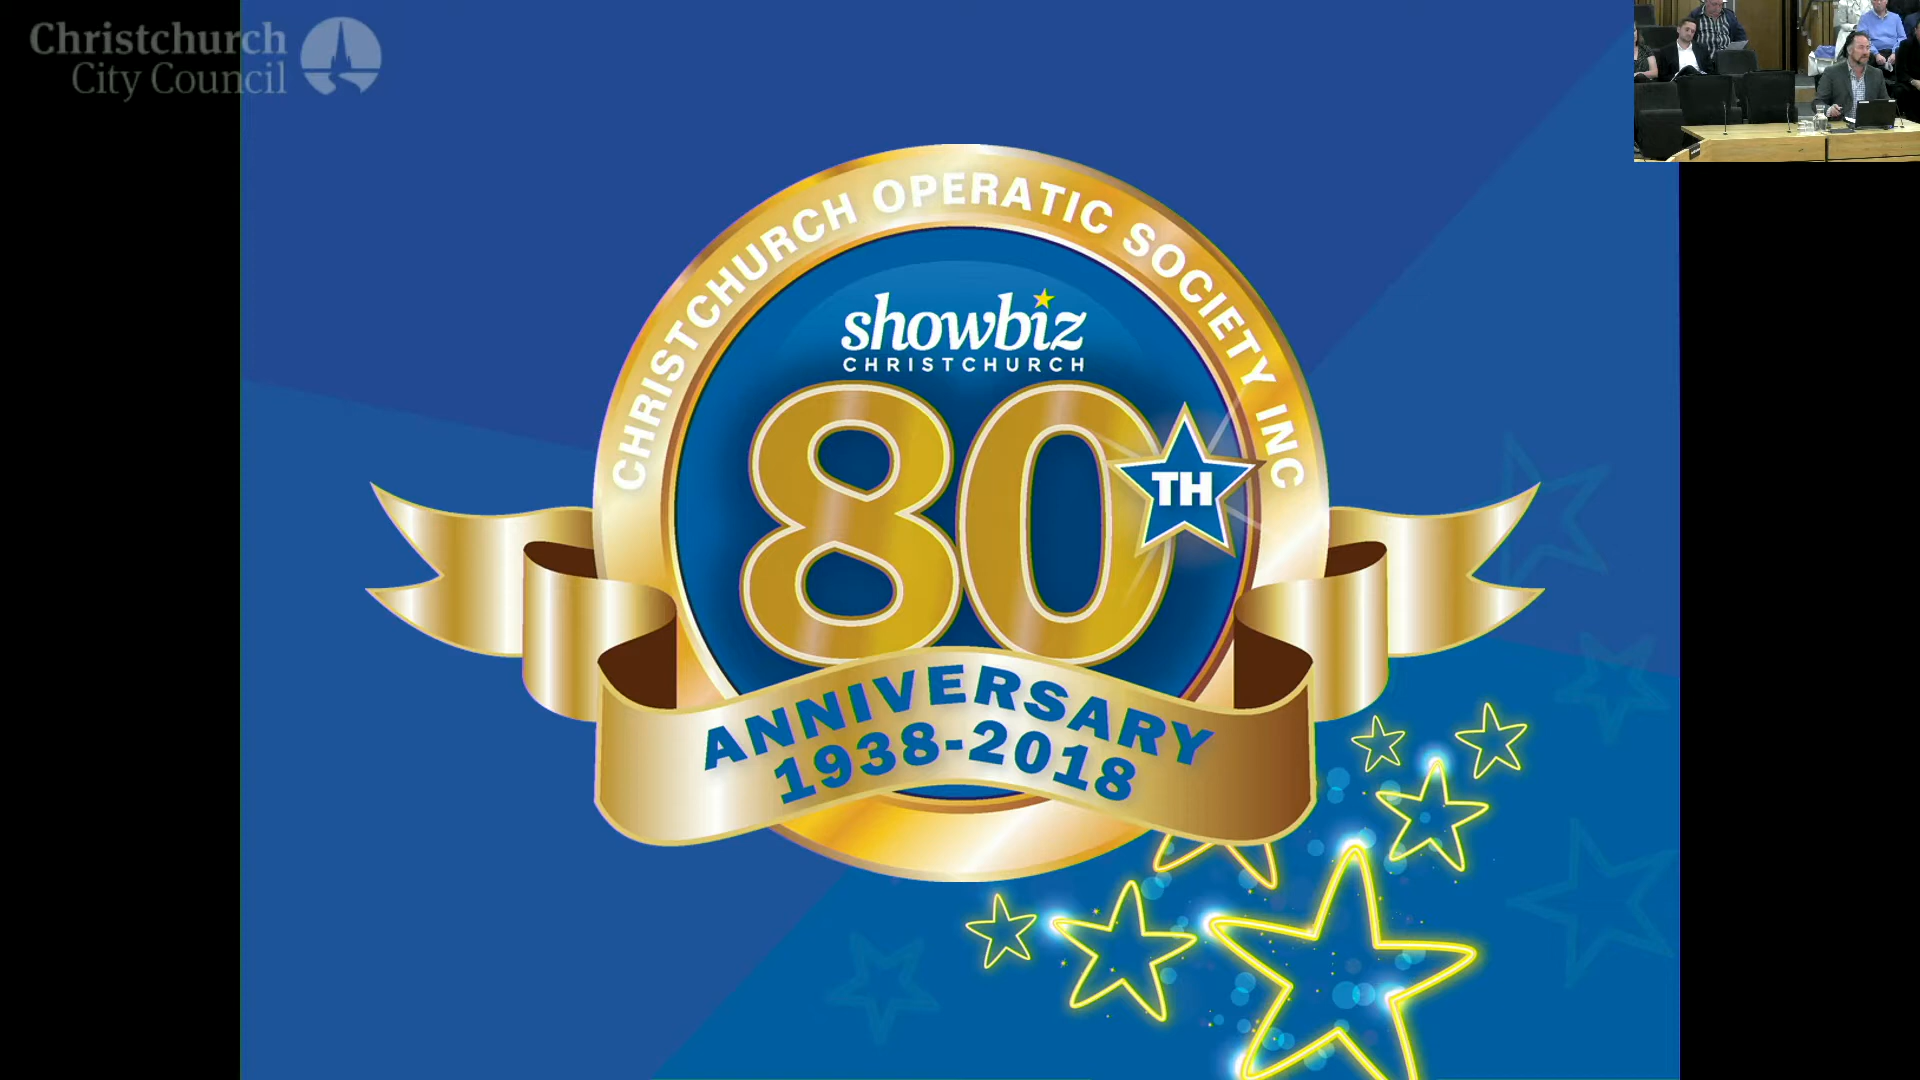 Christchurch
City Council
CHRISTCHURCH OPERATIC SOCIETY INC
showbiz
CHRISTCHURCH
80
TH
ANNIVERSARY
1938-2018